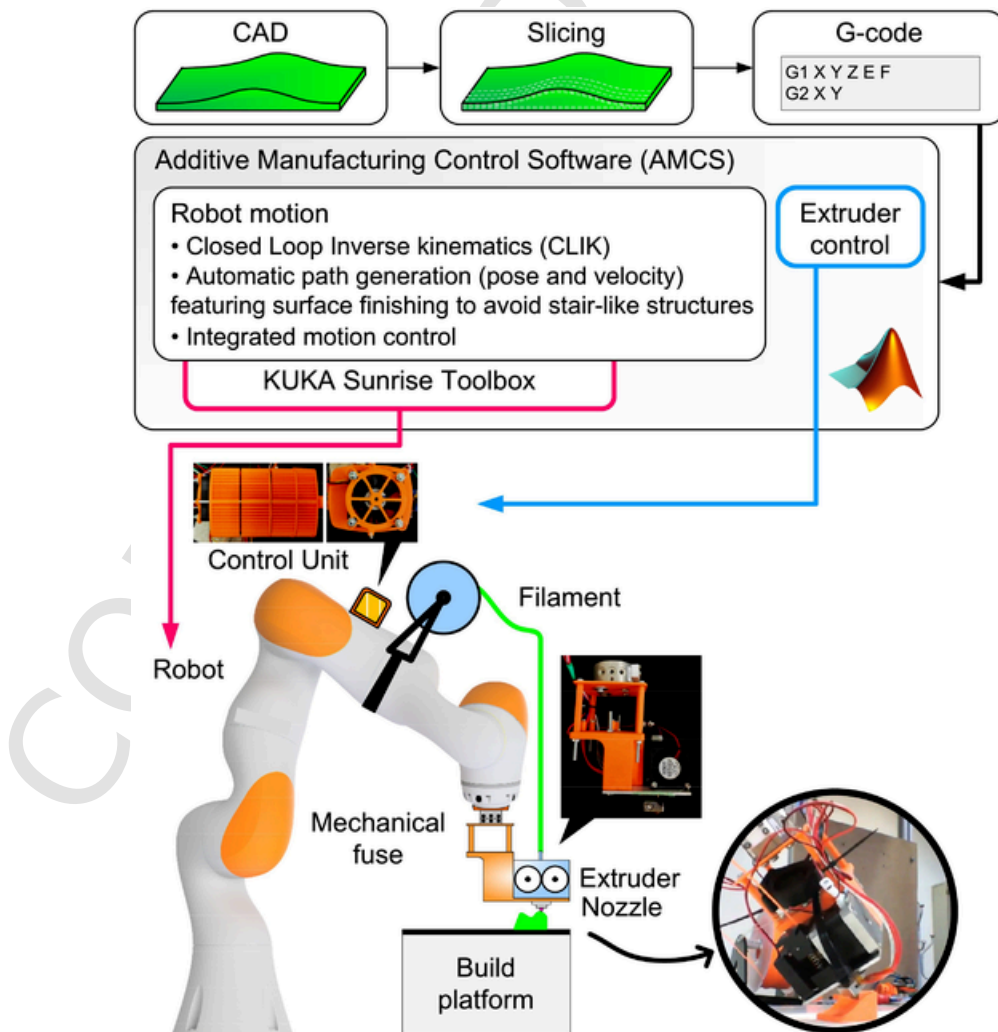 CAD
Slicing
G-code
G1 X Y Z E F
G2 X Y
Additive Manufacturing Control Software (AMCS)
Robot motion
• Closed Loop Inverse kinematics (CLIK)
• Automatic path generation (pose and velocity)
featuring surface finishing to avoid stair-like structures
• Integrated motion control
Extruder
control
KUKA Sunrise Toolbox
Control Unit
Filament
Robot
Mechanical
fuse
Extruder
Nozzle
Build
platform